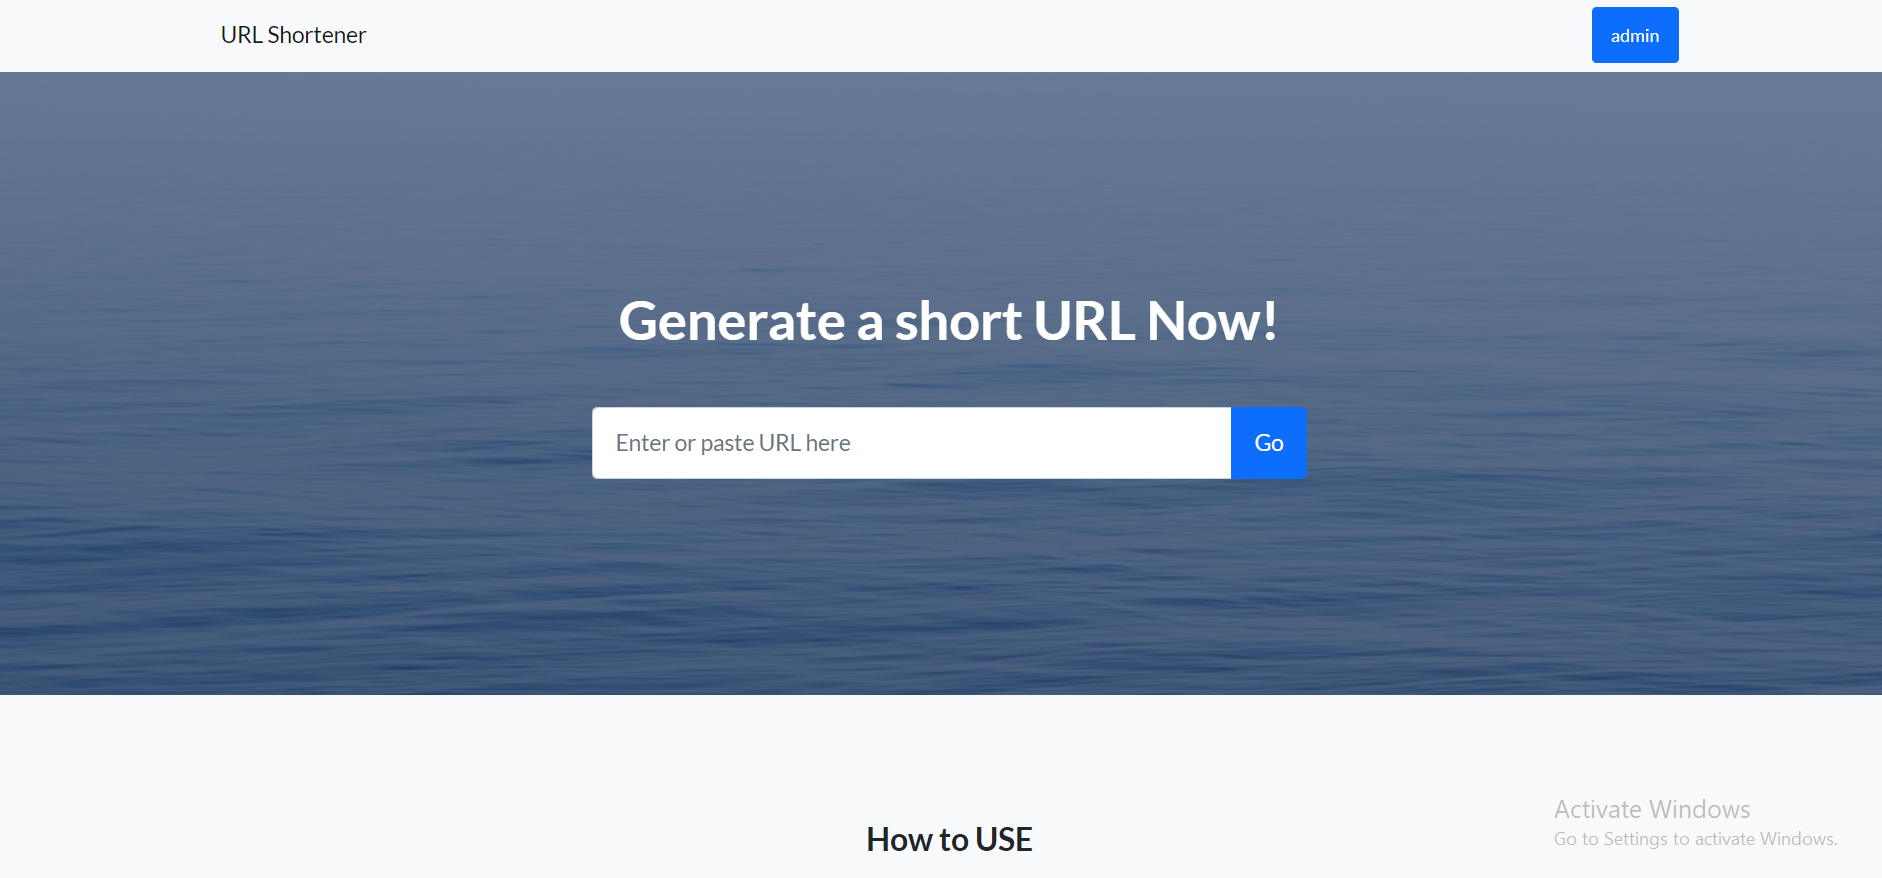 URL Shortener
admin
Generate a short URL Now!
Enter or paste URL here
Go
How to USE
Activate Windows
Go to Settings to activate Windows.